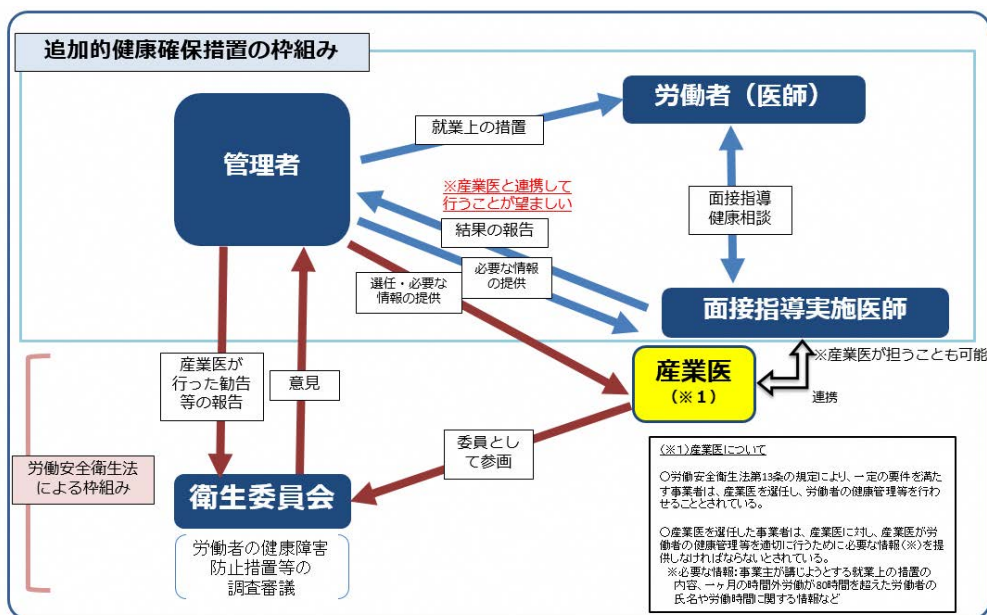 追加的健康確保措置の枠組み
労働者（医師）
管理者
就業上の措置
※産業医と連携して
行うことが望ましい
面接指導
健康相談
結果の報告
必要な情報
の提供
選任・必要な
情報の提供
面接指導実施医師
※産業医が担うことも可能
産業医
（※１）
連携
産業医が
行った勧告
等の報告
意見
委員とし
て参画
労働安全衛生法
による枠組み
衛生委員会
労働者の健康障害
防止措置等の
調査審議
（※１）産業医について
○労働安全衛生法第13条の規定により、一定の要件を満た
す事業者は、産業医を選任し、労働者の健康管理等を行わ
せることとされている。
○産業医を選任した事業者は、産業医に対し、産業医が労
働者の健康管理等を適切に行うために必要な情報（※）を提
供しなければならないとされている。
※必要な情報：事業主が講じようとする就業上の措置の
内容、一ヶ月の時間外労働が80時間を超えた労働者の
氏名や労働時間に関する情報など